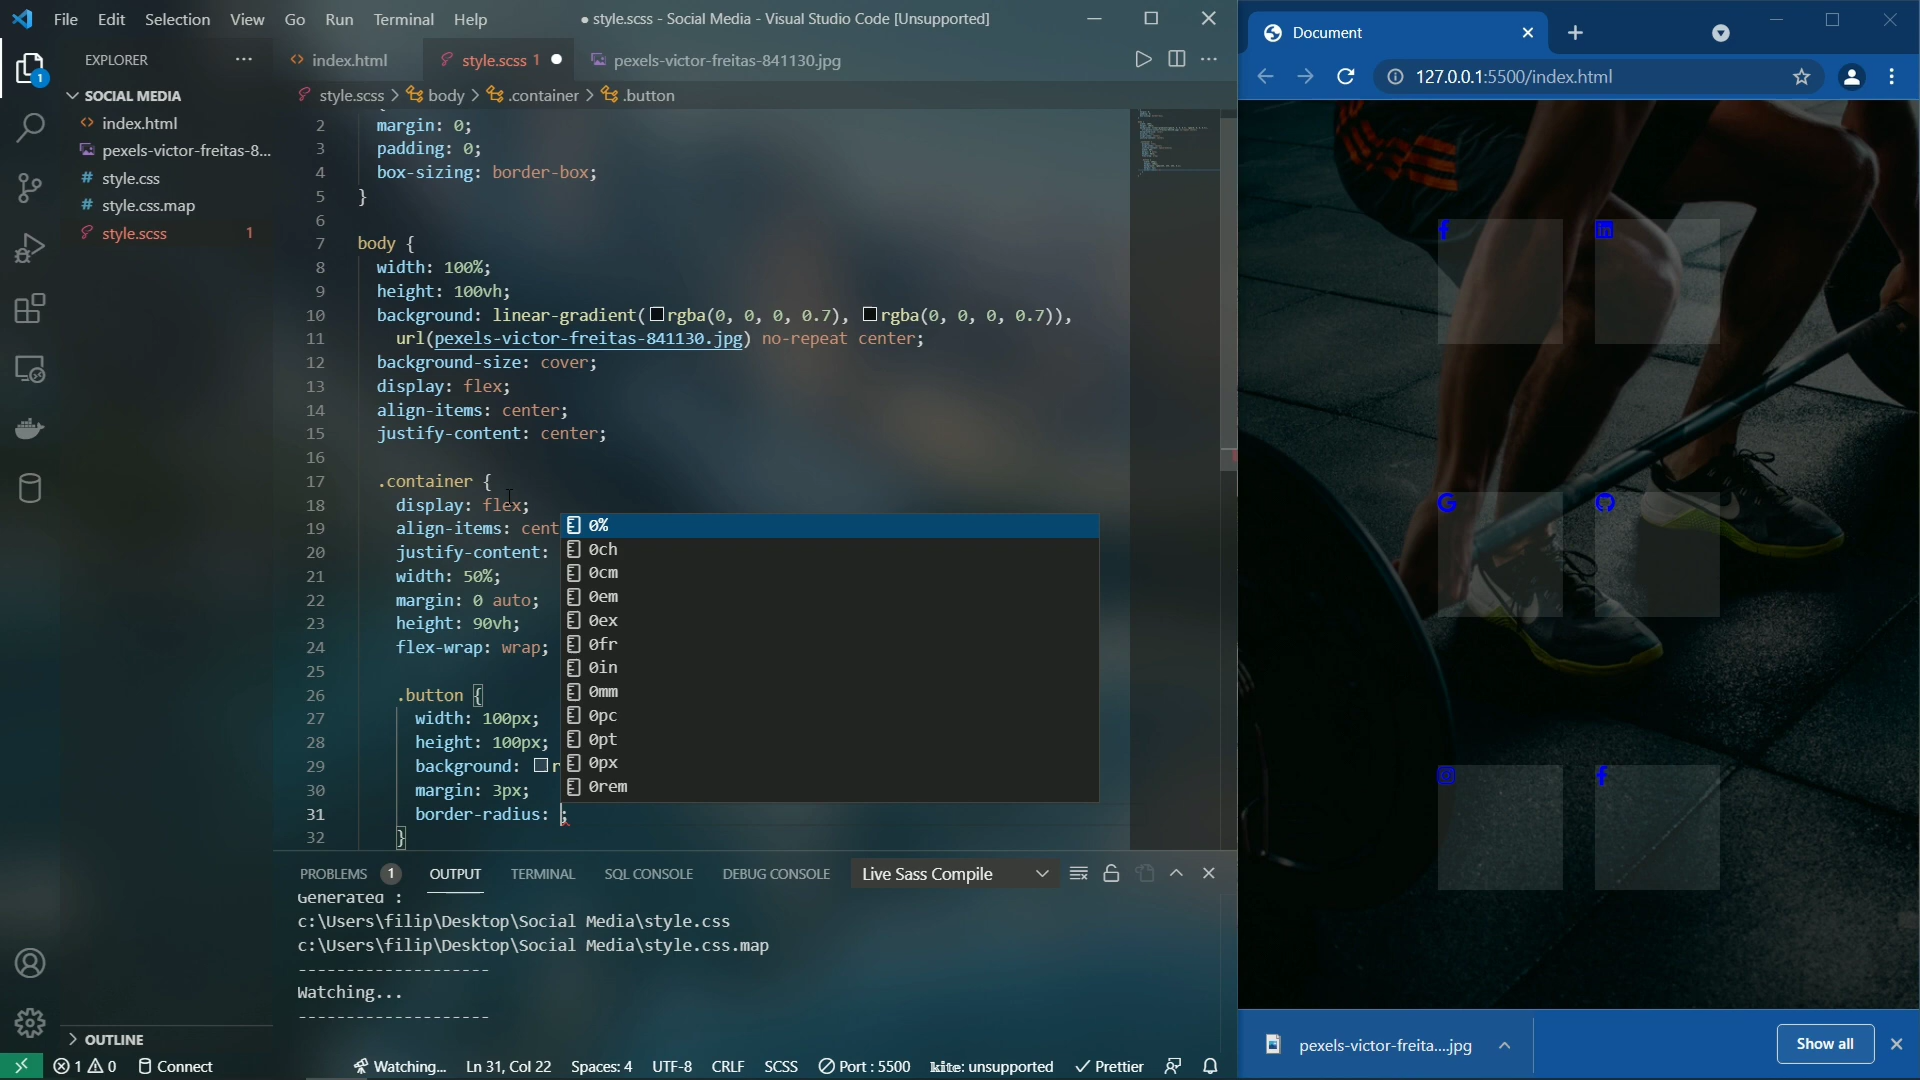 File Edit Selection View Go Run Terminal Help
● style.scss - Social Media - Visual Studio Code [Unsupported]
EXPLORER
SOCIAL MEDIA
index.html
pexels-victor-freitas-8...
style.css
style.css.map
style.scss 1
OUTLINE
index.html
style.scss 1
pexels-victor-freitas-841130.jpg
style.scss > body > .container > .button
2 margin: 0;
3 padding: 0;
4 box-sizing: border-box;
5 }
6
7 body {
8 width: 100%;
9 height: 100vh;
10 background: linear-gradient(rgba(0, 0, 0, 0.7), rgba(0, 0, 0, 0.7)),
11 url(pexels-victor-freitas-841130.jpg) no-repeat center;
12 background-size: cover;
13 display: flex;
14 align-items: center;
15 justify-content: center;
16
17 .container {
18 display: flex;
19 align-items: cent
20 justify-content:
21 width: 50%;
22 margin: 0 auto;
23 height: 90vh;
24 flex-wrap: wrap;
25
26 .button {
27 width: 100px;
28 height: 100px;
29 background: r
30 margin: 3px;
31 border-radius: ;
32 }
0%
0ch
0cm
0em
0ex
0fr
0in
0mm
0pc
0pt
0px
0rem
PROBLEMS 1 OUTPUT TERMINAL SQL CONSOLE DEBUG CONSOLE Live Sass Compile
Generated :
c:\Users\filip\Desktop\Social Media\style.css
c:\Users\filip\Desktop\Social Media\style.css.map
--------------------
Watching...
--------------------
1 0 Connect Watching... Ln 31, Col 22 Spaces: 4 UTF-8 CRLF SCSS Port : 5500 kite: unsupported Prettier
Document
127.0.0.1:5500/index.html
pexels-victor-freita....jpg
Show all